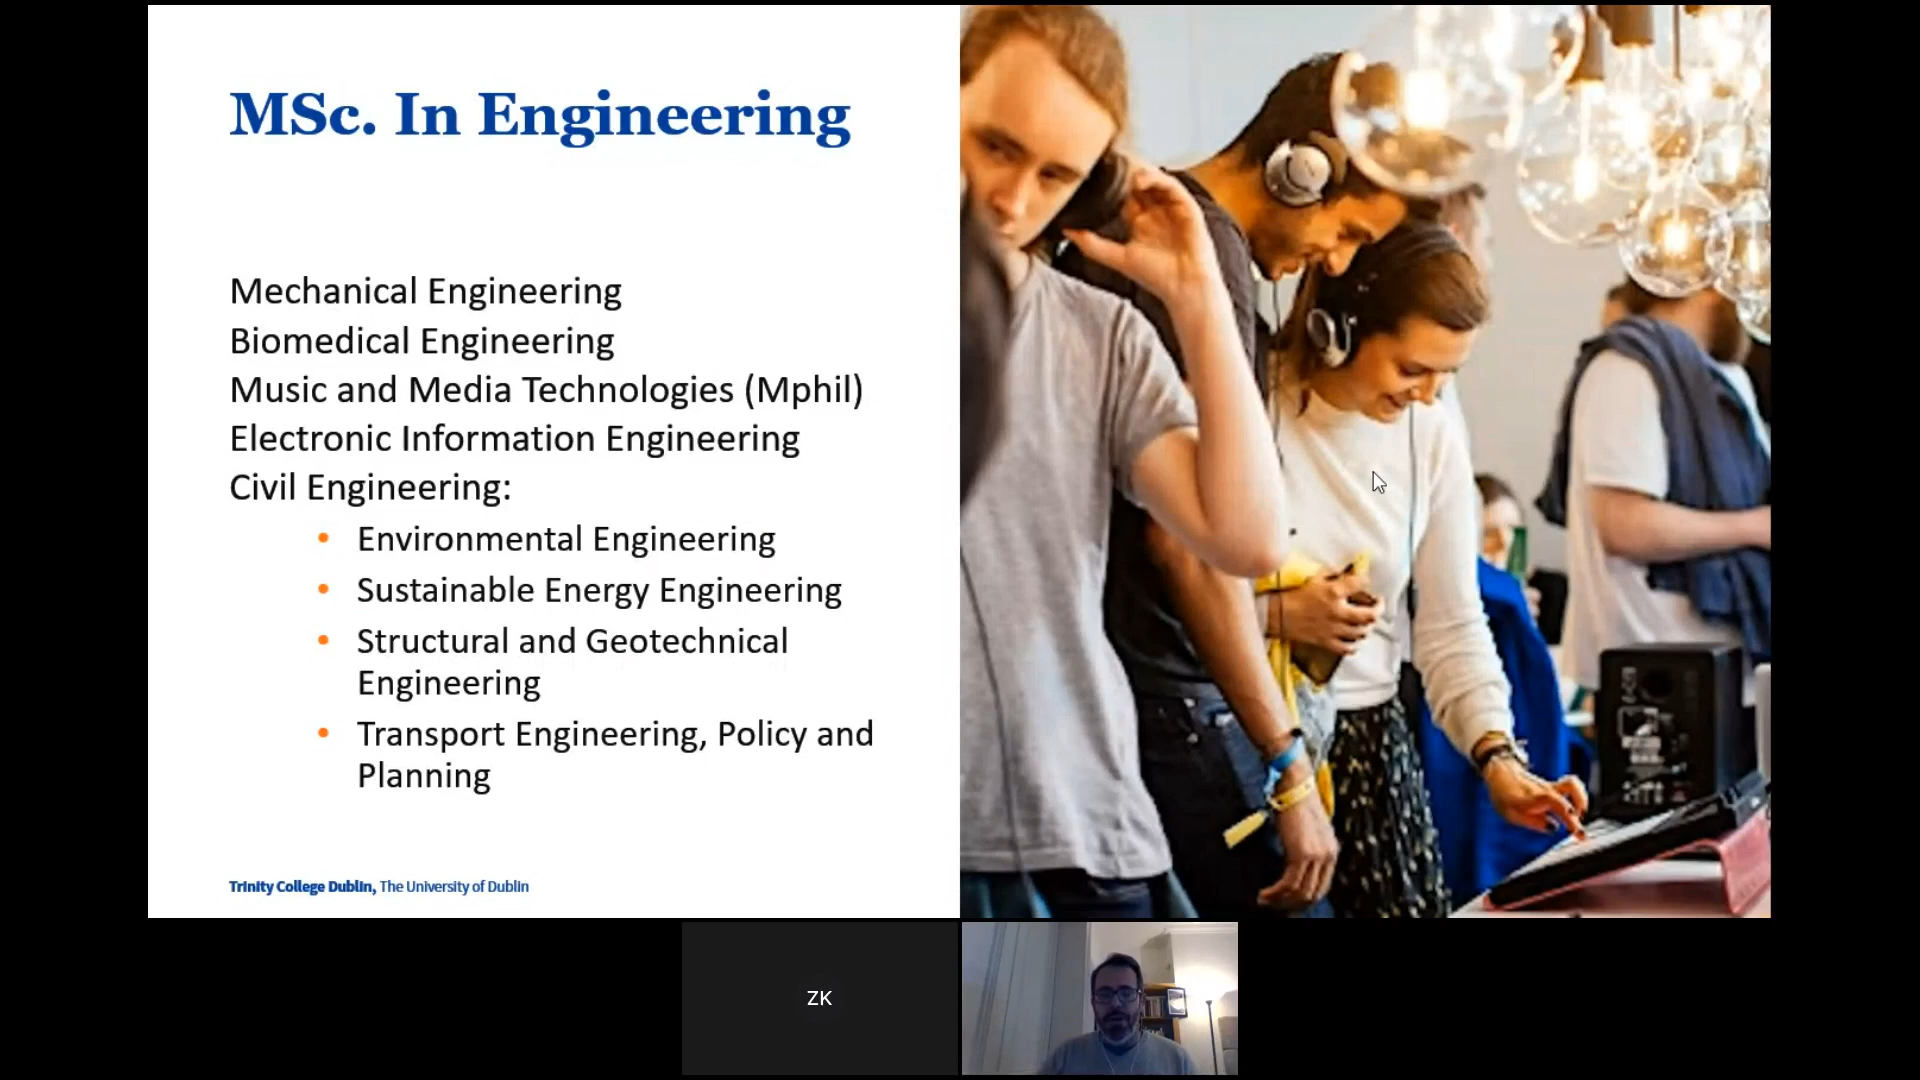 MSc. In Engineering
Mechanical Engineering
Biomedical Engineering
Music and Media Technologies (Mphil)
Electronic Information Engineering
Civil Engineering:
• Environmental Engineering
• Sustainable Energy Engineering
• Structural and Geotechnical
Engineering
• Transport Engineering, Policy and
Planning
Trinity College Dublin, The University of Dublin
ZK